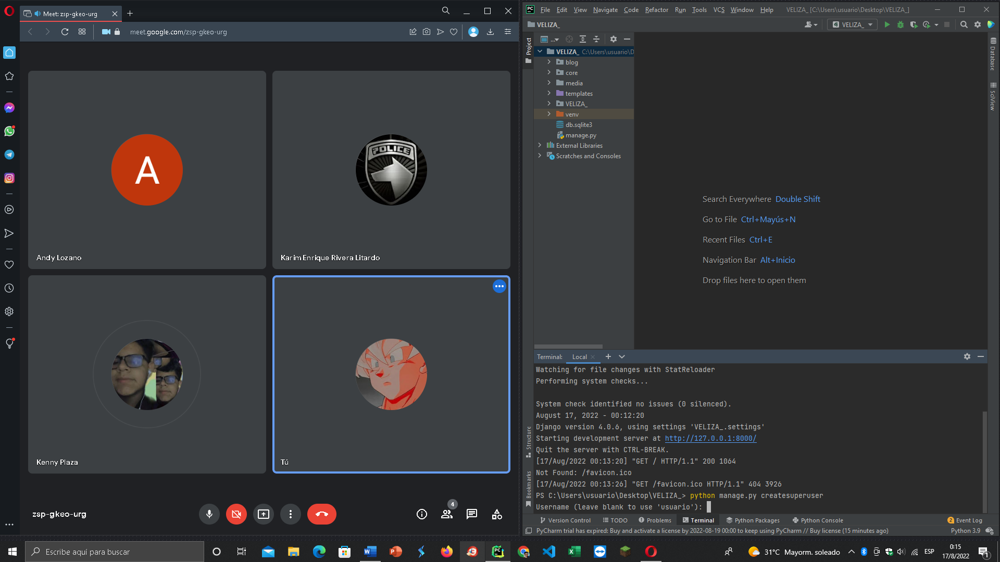 Meet: zsp-gkeo-urg
meet.google.com/zsp-gkeo-urg
A
Andy Lozano
POLICE
Karim Enrique Rivera Litardo
Kenny Plaza
Tú
zsp-gkeo-urg
4
PC
File Edit View Navigate Code Refactor Run Tools VCS Window Help VELIZA_ [C:\Users\usuario\Desktop\VELIZA_]
VELIZA_
dj VELIZA_
Project
...
VELIZA_ C:\Users\usuario\D
blog
core
media
templates
VELIZA_
venv
db.sqlite3
manage.py
External Libraries
Scratches and Consoles
Database
SciView
Search Everywhere Double Shift
Go to File Ctrl+Mayús+N
Recent Files Ctrl+E
Navigation Bar Alt+Inicio
Drop files here to open them
Terminal: Local
Watching for file changes with StatReloader
Performing system checks...
System check identified no issues (0 silenced).
August 17, 2022 - 00:12:20
Django version 4.0.6, using settings 'VELIZA_.settings'
Starting development server at http://127.0.0.1:8000/
Quit the server with CTRL-BREAK.
[17/Aug/2022 00:13:20] "GET / HTTP/1.1" 200 1064
Not Found: /favicon.ico
[17/Aug/2022 00:13:26] "GET /favicon.ico HTTP/1.1" 404 3926
PS C:\Users\usuario\Desktop\VELIZA_> python manage.py createsuperuser
Username (leave blank to use 'usuario'):
Structure
Bookmarks
Version Control TODO Problems Terminal Python Packages Python Console 2 Event Log
PyCharm trial has expired: Buy and activate a license by 2022-08-19 00:00 to keep using PyCharm // Buy license (15 minutes ago) Python 3.9
Escribe aquí para buscar
31°C Mayorm. soleado
ESP
0:15
17/8/2022
1